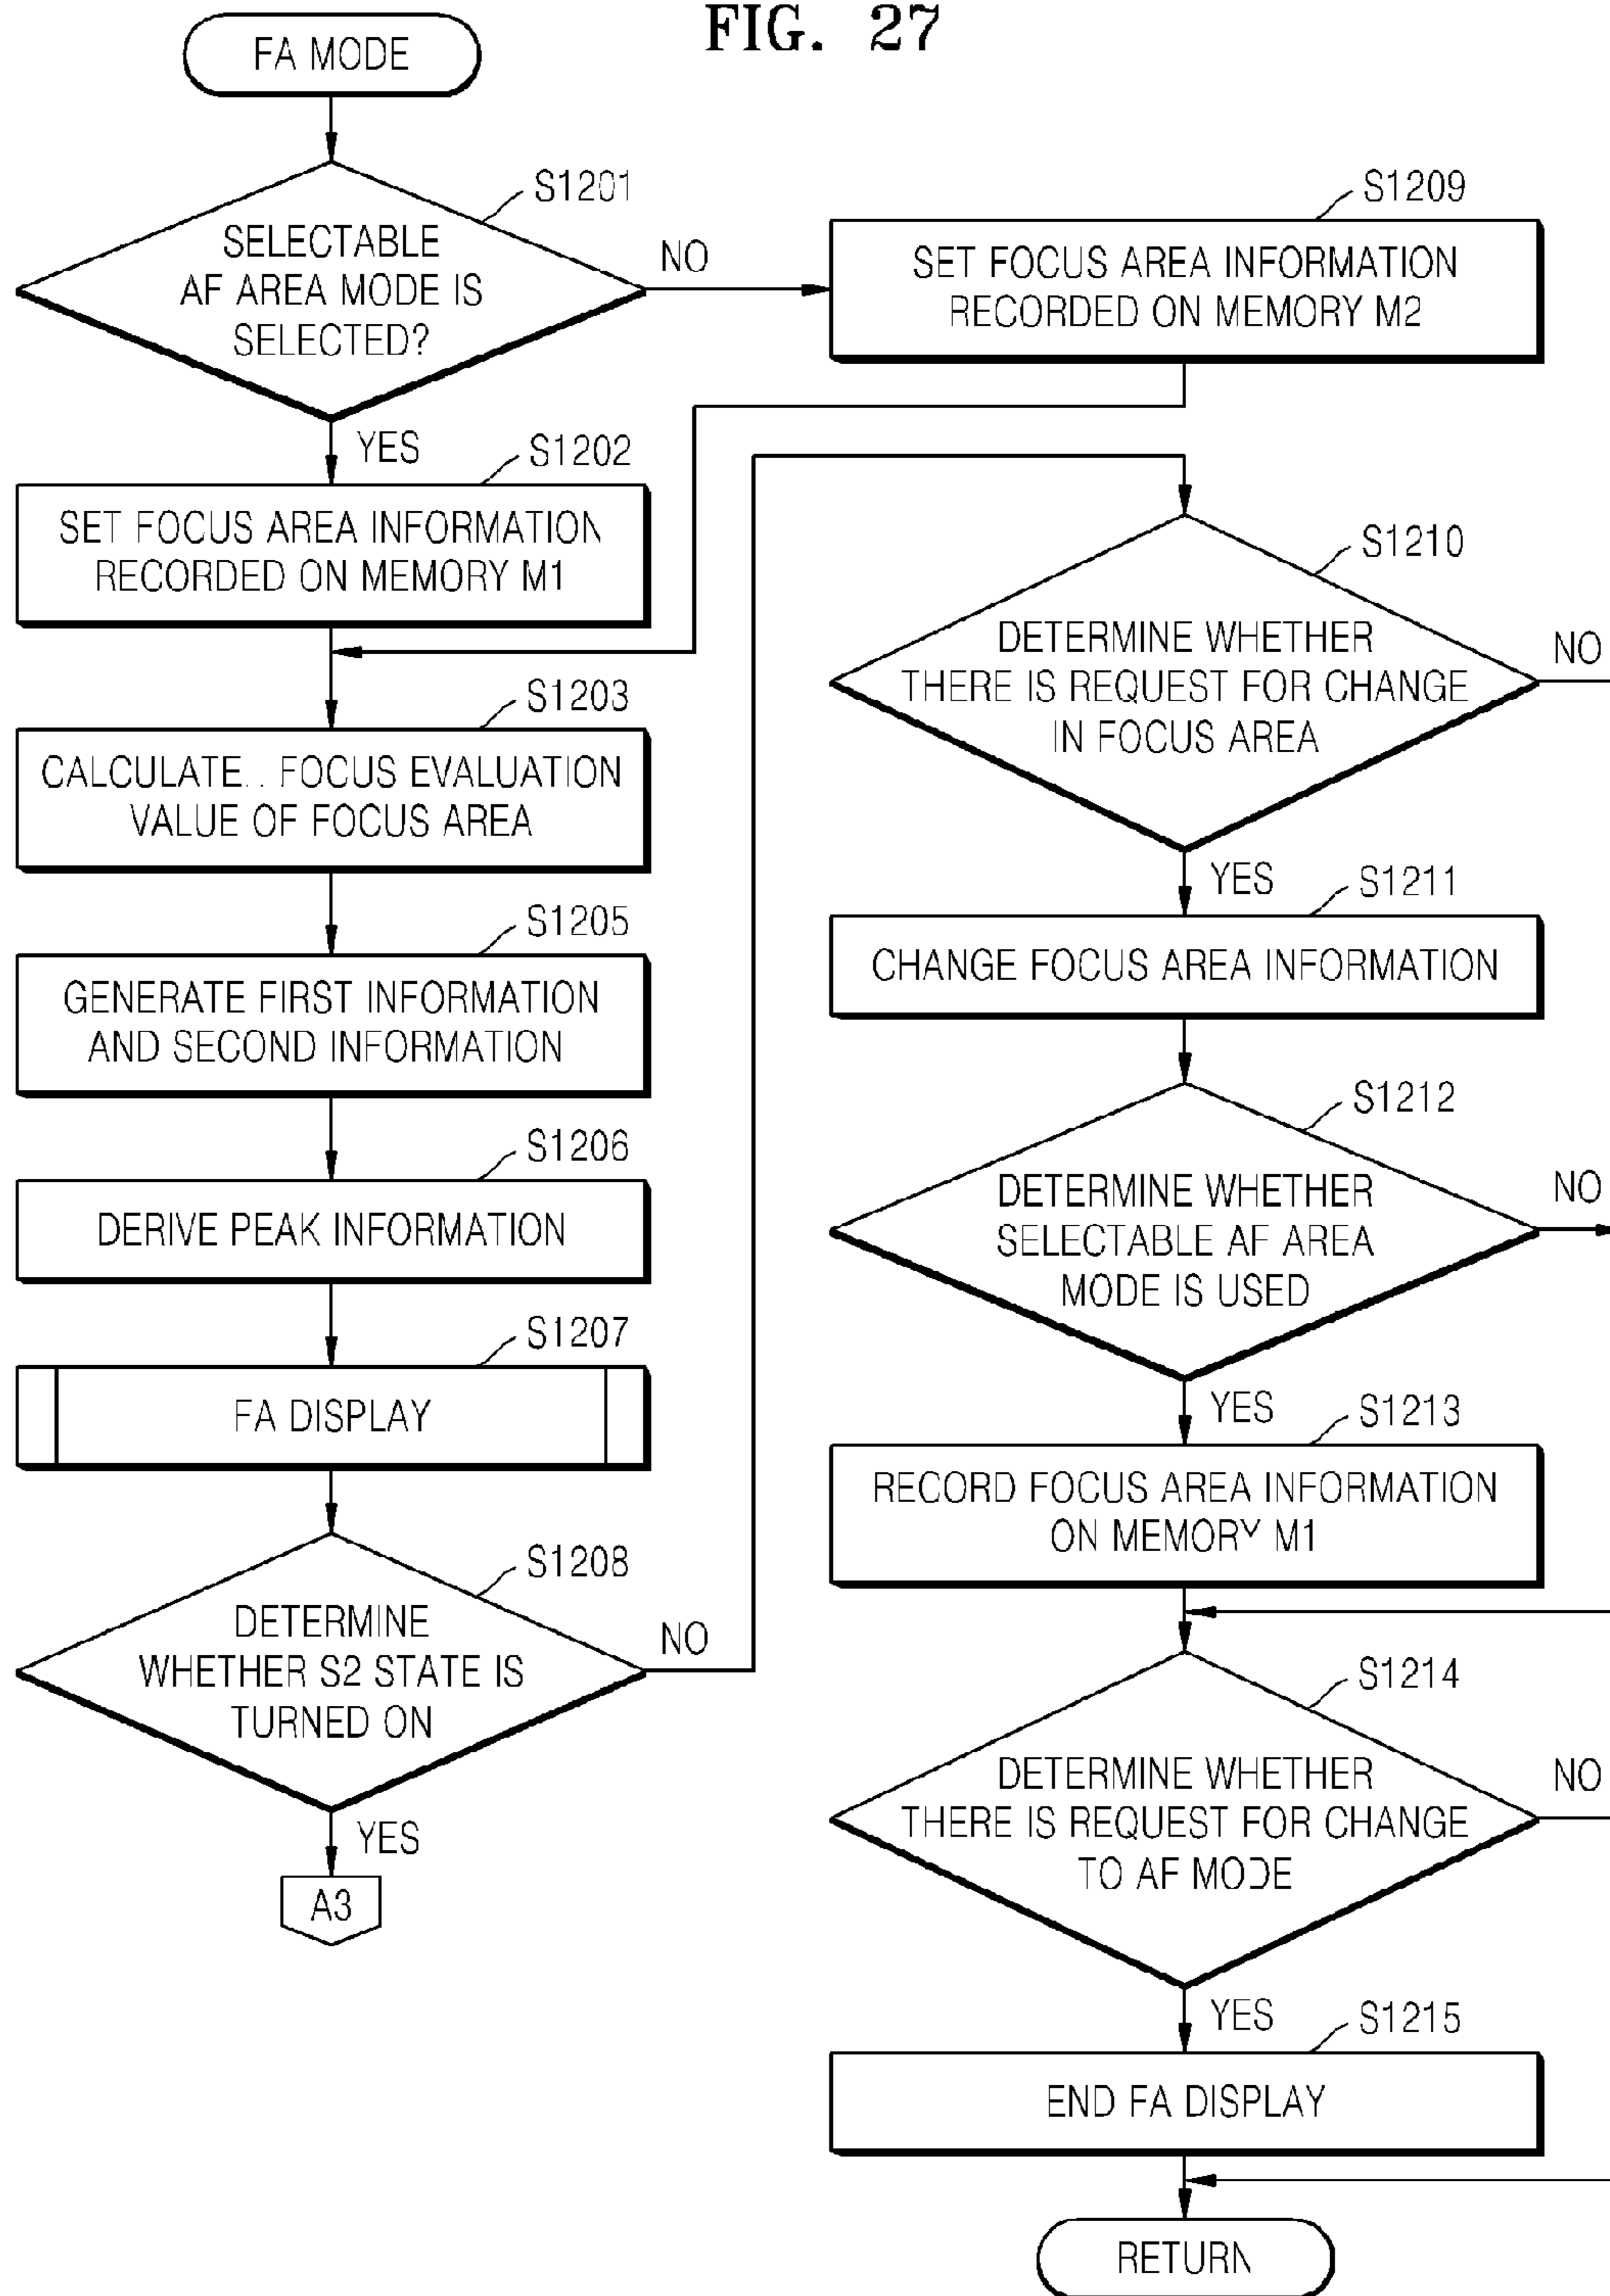 FIG. 27
FA MODE
S1201
SELECTABLE
AF AREA MODE IS
SELECTED?
NO
YES
S1202
SET FOCUS AREA INFORMATION
RECORDED ON MEMORY M1
S1203
CALCULATE.. FOCUS EVALUATION
VALUE OF FOCUS AREA
S1205
GENERATE FIRST INFORMATION
AND SECOND INFORMATION
S1206
DERIVE PEAK INFORMATION
S1207
FA DISPLAY
S1208
DETERMINE
WHETHER S2 STATE IS
TURNED ON
NO
YES
A3
S1209
SET FOCUS AREA INFORMATION
RECORDED ON MEMORY M2
S1210
DETERMINE WHETHER
THERE IS REQUEST FOR CHANGE
IN FOCUS AREA
NO
YES
S1211
CHANGE FOCUS AREA INFORMATION
S1212
DETERMINE WHETHER
SELECTABLE AF AREA
MODE IS USED
NO
YES
S1213
RECORD FOCUS AREA INFORMATION
ON MEMORY M1
S1214
DETERMINE WHETHER
THERE IS REQUEST FOR CHANGE
TO AF MODE
NO
YES
S1215
END FA DISPLAY
RETURN